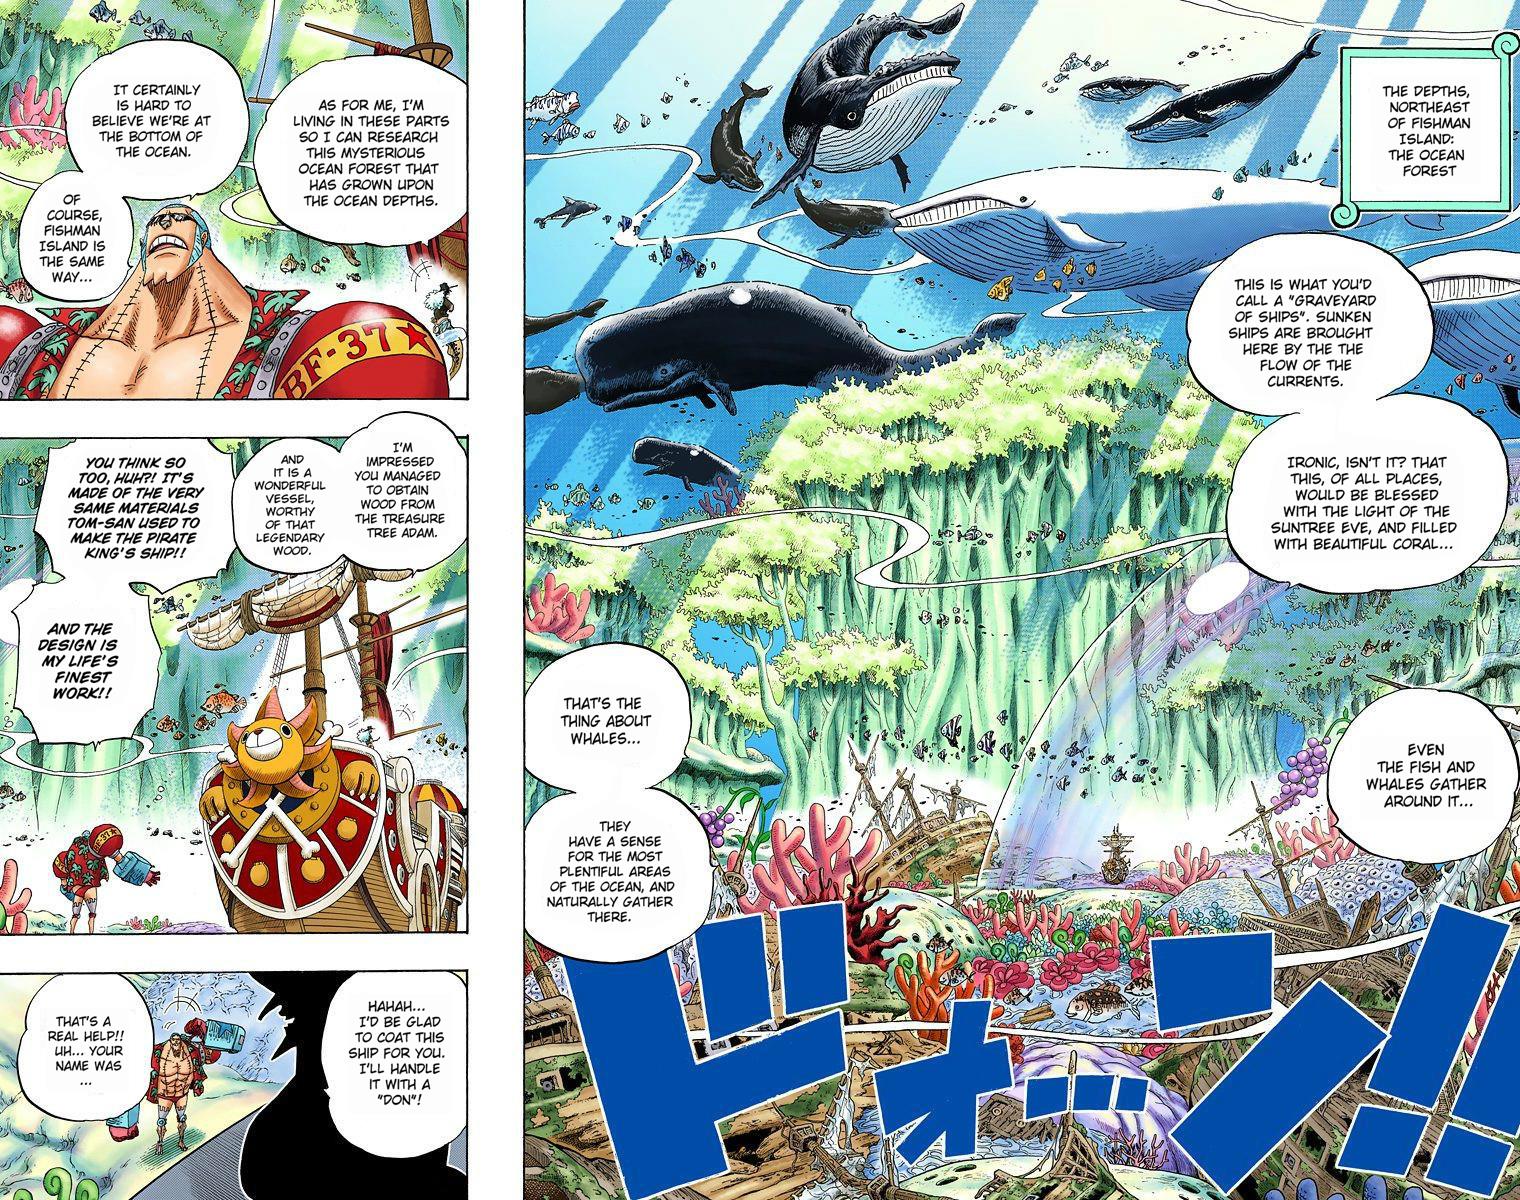 THE DEPTHS,
NORTHEAST
OF FISHMAN
ISLAND:
THE OCEAN
FOREST
THIS IS WHAT YOU'D
CALL A "GRAVEYARD
OF SHIPS". SUNKEN
SHIPS ARE BROUGHT
HERE BY THE THE
FLOW OF THE
CURRENTS.
IRONIC, ISN'T IT? THAT
THIS, OF ALL PLACES,
WOULD BE BLESSED
WITH THE LIGHT OF THE
SUNTREE EVE, AND FILLED
WITH BEAUTIFUL CORAL...
EVEN
THE FISH AND
WHALES GATHER
AROUND IT...
THAT'S THE
THING ABOUT
WHALES...
THEY
HAVE A SENSE
FOR THE MOST
PLENTIFUL AREAS
OF THE OCEAN, AND
NATURALLY GATHER
THERE.
ドォ…ン!!
AS FOR ME, I'M
LIVING IN THESE PARTS
SO I CAN RESEARCH
THIS MYSTERIOUS
OCEAN FOREST THAT
HAS GROWN UPON
THE OCEAN DEPTHS.
IT CERTAINLY
IS HARD TO
BELIEVE WE'RE AT
THE BOTTOM OF
THE OCEAN.
OF
COURSE,
FISHMAN
ISLAND IS
THE SAME
WAY...
BF-37★
I'M
IMPRESSED
YOU MANAGED
TO OBTAIN
WOOD FROM
THE TREASURE
TREE ADAM.
AND
IT IS A
WONDERFUL
VESSEL,
WORTHY
OF THAT
LEGENDARY
WOOD.
YOU THINK SO
TOO, HUH?! IT'S
MADE OF THE VERY
SAME MATERIALS
TOM-SAN USED TO
MAKE THE PIRATE
KING'S SHIP!!
AND THE
DESIGN IS
MY LIFE'S
FINEST
WORK!!
HAHAH...
I'D BE GLAD
TO COAT THIS
SHIP FOR YOU.
I'LL HANDLE
IT WITH A
"DON"!
THAT'S A
REAL HELP!!
UH... YOUR
NAME WAS
...